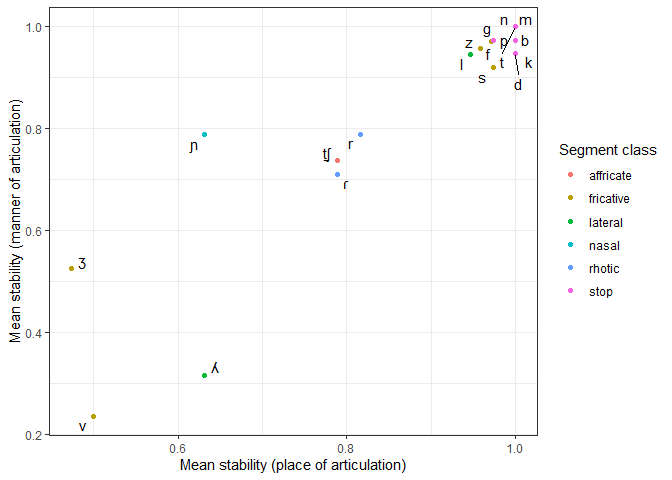 n m
1.0
g
z p b
f t
l k
s d
0.8
ɲ r
t̠ʃ
ɾ
Segment class
affricate
fricative
lateral
nasal
rhotic
stop
Mean stability (manner of articulation)
0.6
ʒ
0.4
ʎ
v
0.2
0.6 0.8 1.0
Mean stability (place of articulation)